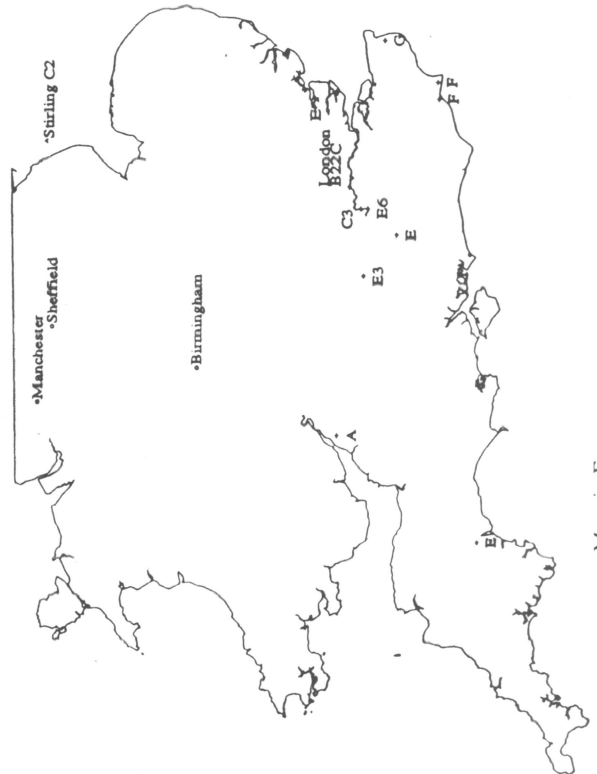 Stirling C2
Manchester
Sheffield
Birmingham
E
London
B22C
C3
E6
E
E3
G
F F
A
E